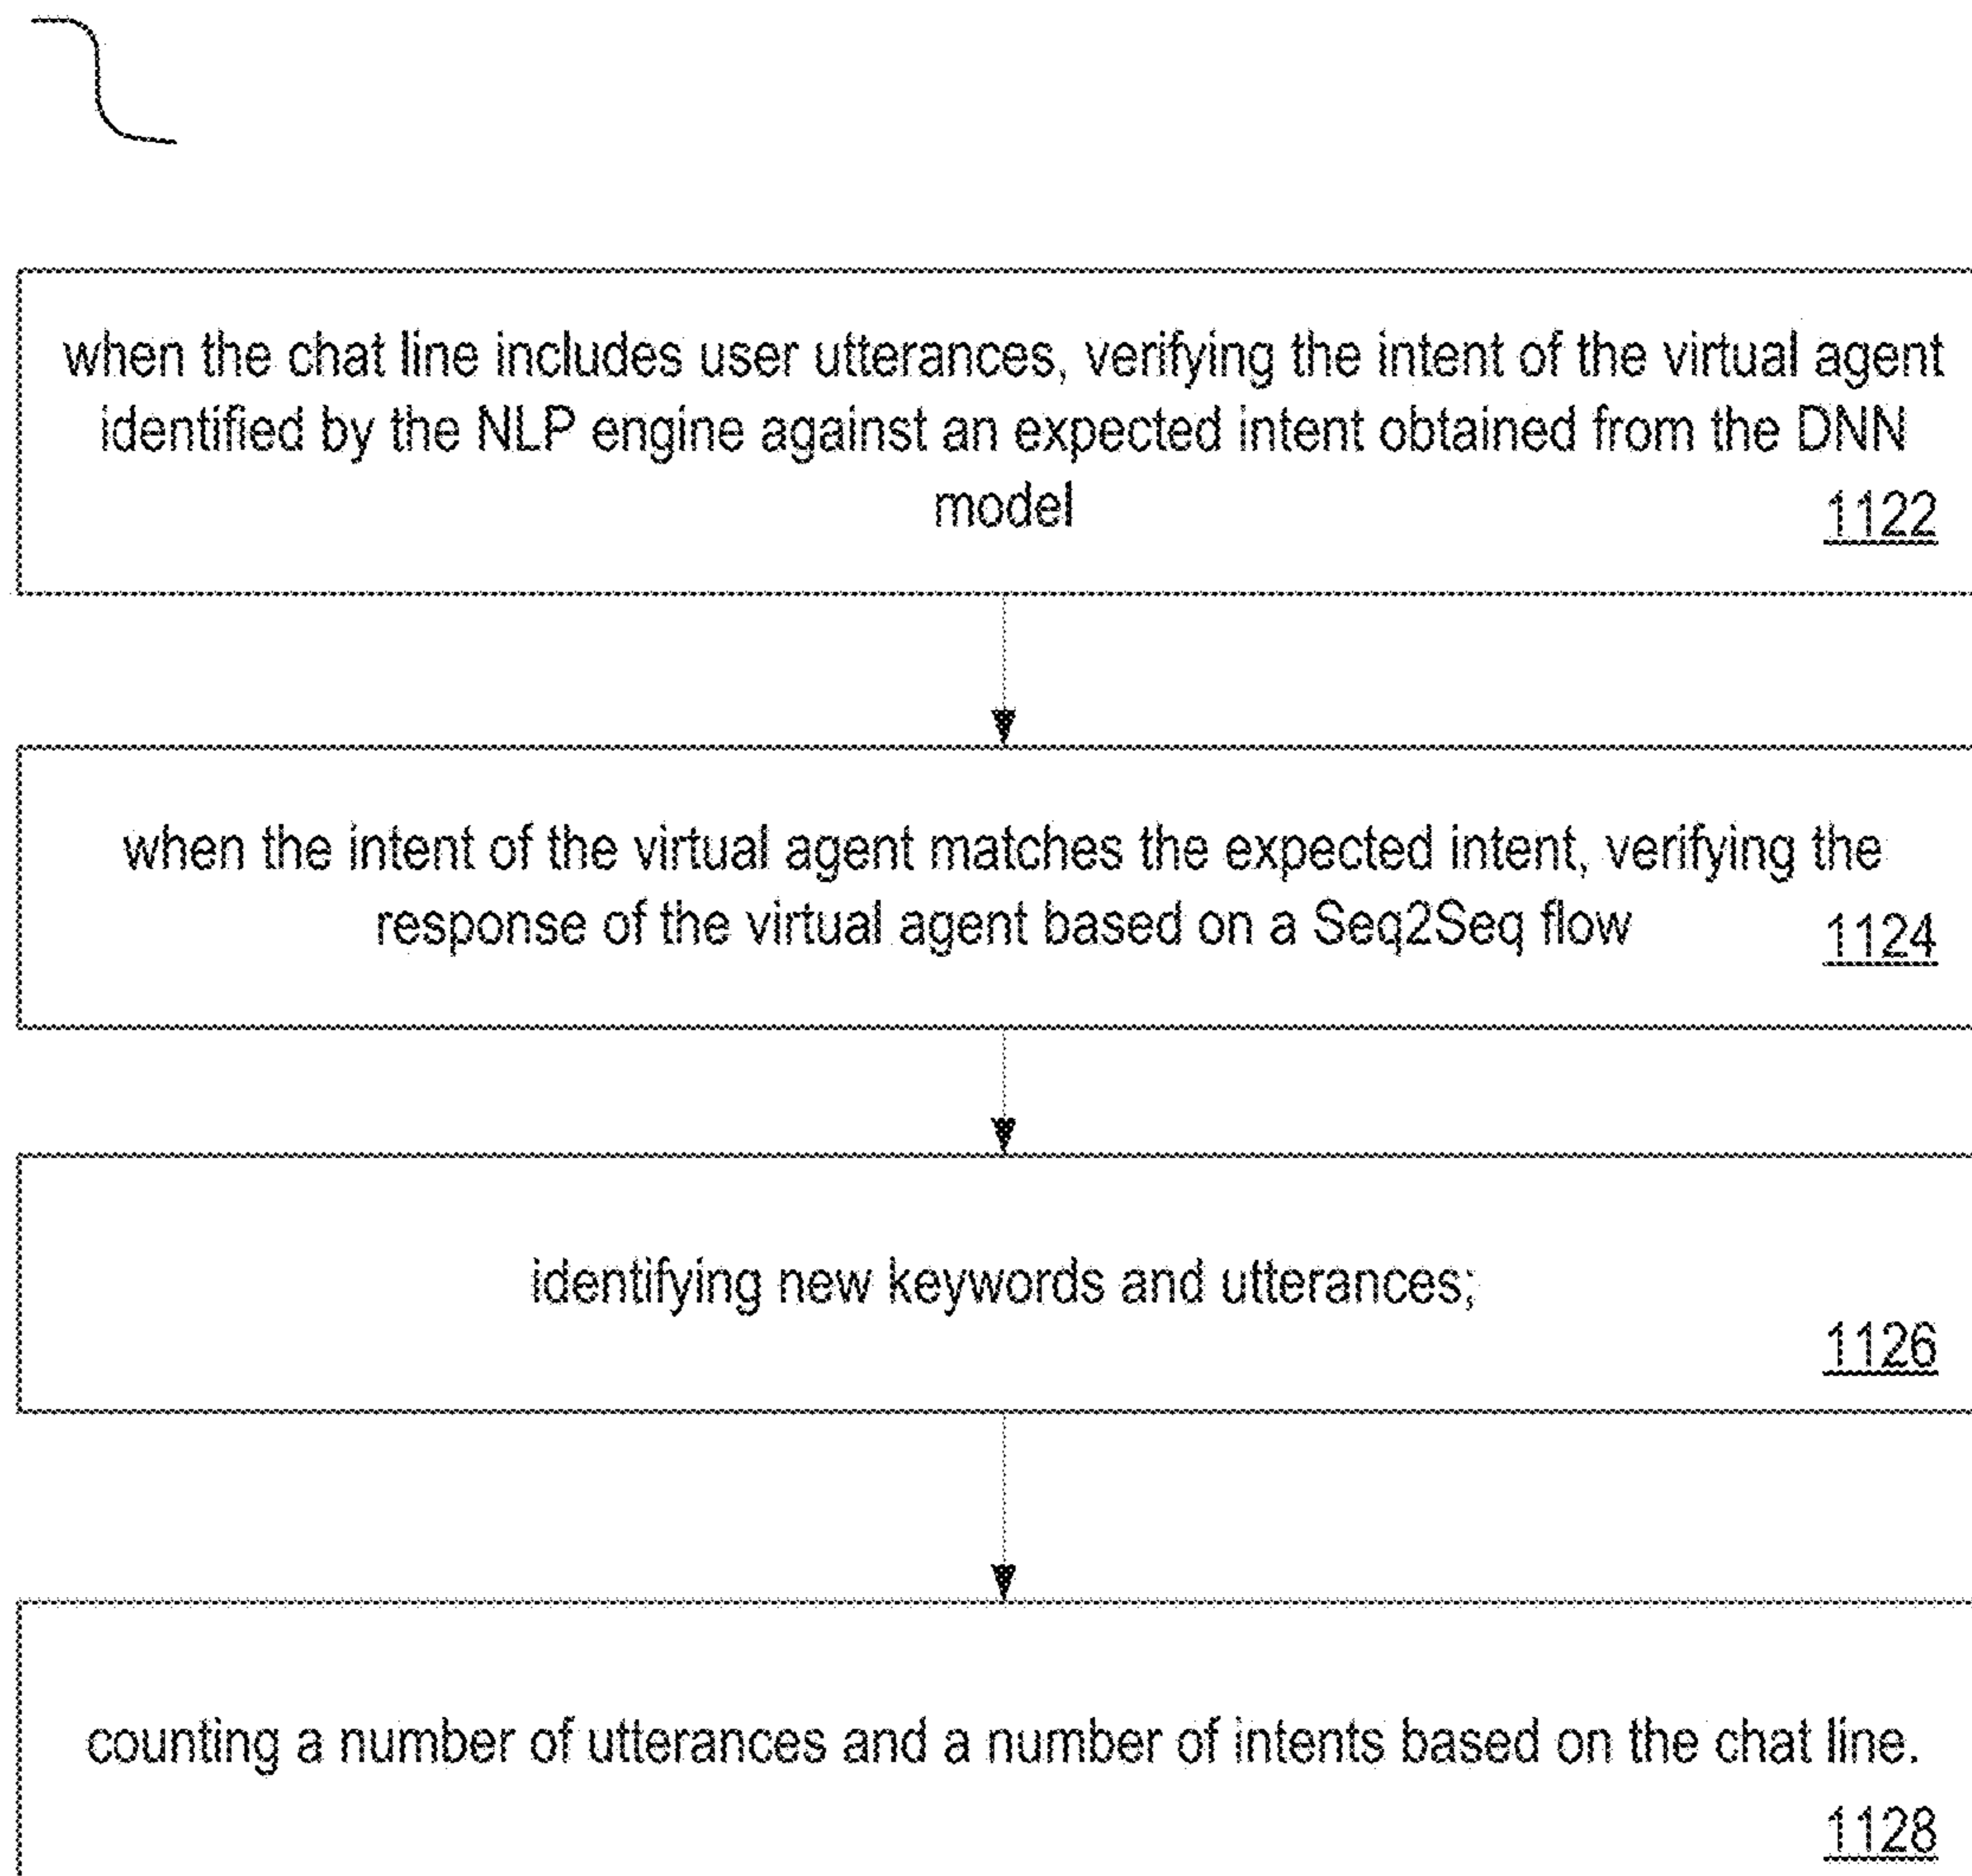 when the chat line includes user utterances, verifying the intent of the virtual agent
identified by the NLP engine against an expected intent obtained from the DNN
model
1122
when the intent of the virtual agent matches the expected intent, verifying the
response of the virtual agent based on a Seq2Seq flow
1124
identifying new keywords and utterances;
1126
counting a number of utterances and a number of intents based on the chat line.
1128